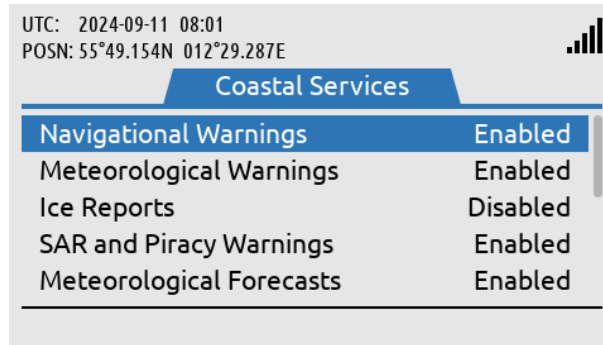 UTC: 2024-09-11 08:01
POSN: 55°49.154N 012°29.287E
Coastal Services
Navigational Warnings Enabled
Meteorological Warnings Enabled
Ice Reports Disabled
SAR and Piracy Warnings Enabled
Meteorological Forecasts Enabled